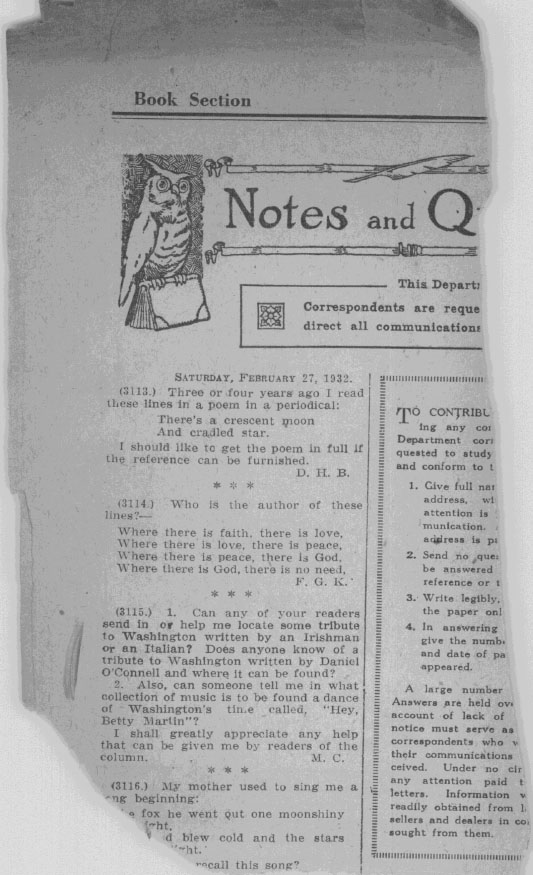 Book Section
Notes and Q
This Depart
Correspondents are reque
direct all communications
SATURDAY, FEBRUARY 27, 1932.
(3113.) Three or four years ago I read
these lines in a poem in a periodical:
There's a crescent moon
And cradled star.
I should like to get the poem in full if
the reference can be furnished.
D. H. B.
* * *
(3114.) Who is the author of these
lines?—
Where there is faith, there is love,
Where there is love, there is peace,
Where there is peace, there is God,
Where there is God, there is no need,
F. G. K.
* * *
(3115.) 1. Can any of your readers
send in or help me locate some tribute
to Washington written by an Irishman
or an Italian? Does anyone know of a
tribute to Washington written by Daniel
O'Connell and where it can be found?
2. Also, can someone tell me in what
collection of music is to be found a dance
of Washington's time called, "Hey,
Betty Martin"?
I shall greatly appreciate any help
that can be given me by readers of the
column. M. C.
* * *
(3116.) My mother used to sing me a
ng beginning:
e fox he went out one moonshiny
ght,
d blew cold and the stars
ght.
recall this song?
TO CONTRIBU
ing any co
Department cor
quested to study
and conform to t
1. Give full na
address, wi
attention is
munication.
address is p
2. Send no que
be answered
reference or t
3. Write legibly,
the paper onl
4. In answering
give the numb
and date of pa
appeared.
A large number
Answers are held ov
account of lack of
notice must serve as
correspondents who
their communications
ceived. Under no cir
any attention paid t
letters. Information
readily obtained from l
sellers and dealers in co
sought from them.